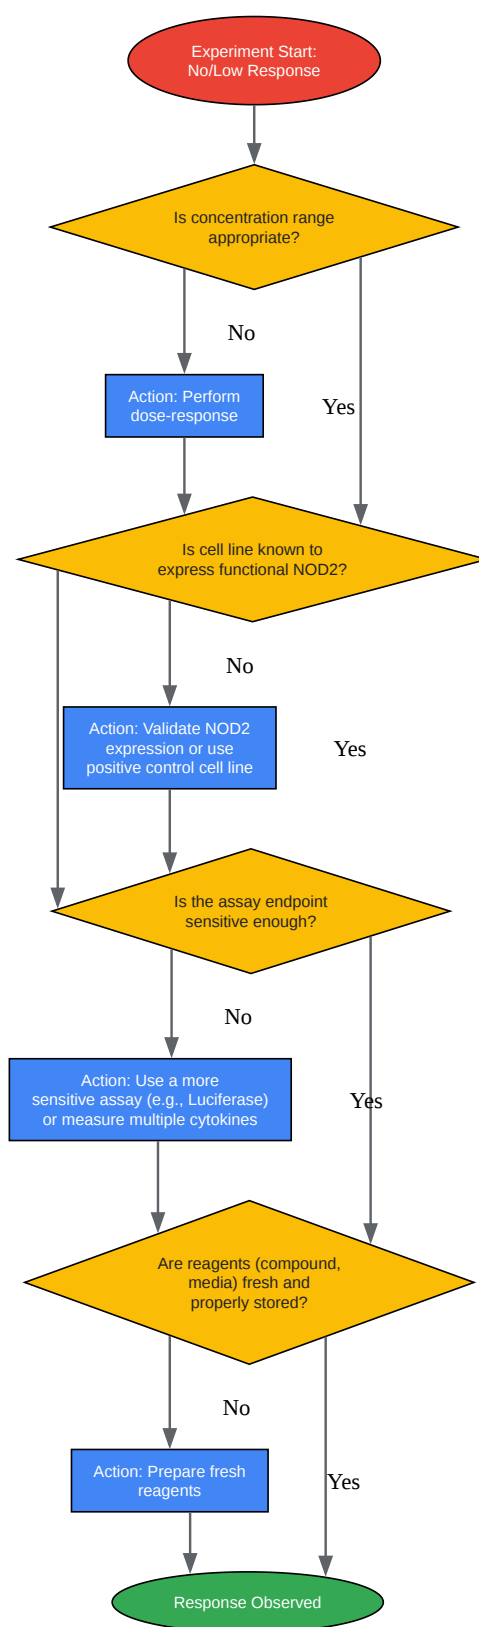 Experiment Start:
No/Low Response
Is concentration range
appropriate?
No
Action: Perform
dose-response
Yes
Is cell line known to
express functional NOD2?
No
Action: Validate NOD2
expression or use
positive control cell line
Yes
Is the assay endpoint
sensitive enough?
No
Action: Use a more
sensitive assay (e.g., Luciferase)
or measure multiple cytokines
Yes
Are reagents (compound,
media) fresh and
properly stored?
No
Action: Prepare fresh
reagents
Yes
Response Observed